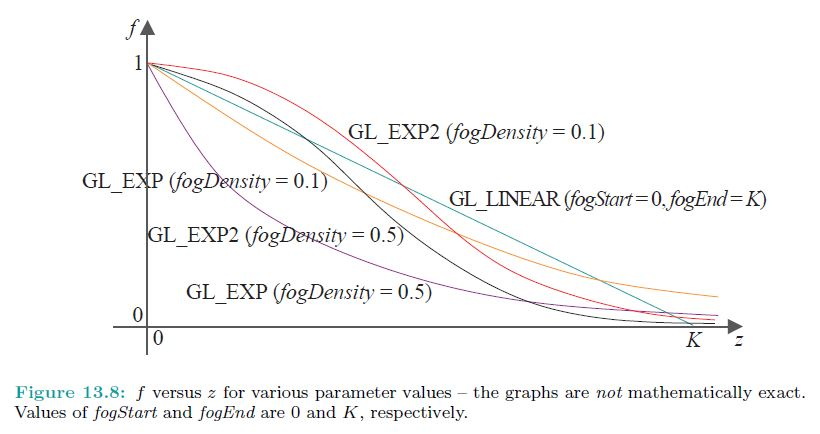 f
1
GL_EXP2 (fogDensity = 0.1)
GL_EXP (fogDensity = 0.1)
GL_LINEAR (fogStart=0, fogEnd=K)
GL_EXP2 (fogDensity = 0.5)
GL_EXP (fogDensity = 0.5)
0
0
K
z
Figure 13.8: f versus z for various parameter values – the graphs are not mathematically exact.
Values of fogStart and fogEnd are 0 and K, respectively.